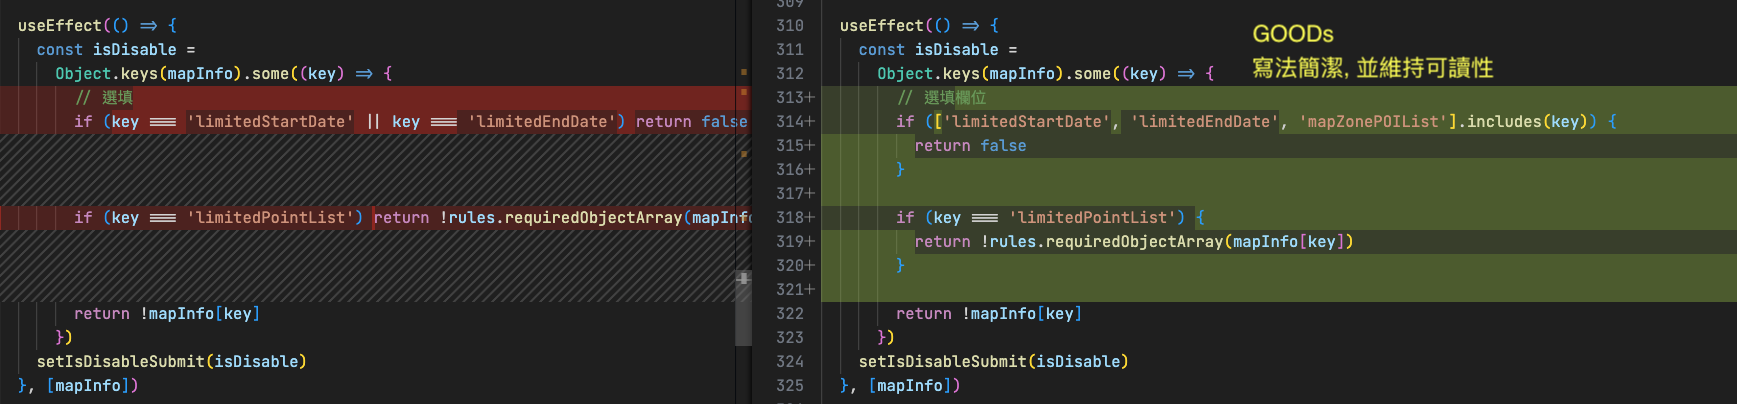 useEffect(() => {
const isDisable =
Object.keys(mapInfo).some((key) => {
// 選填
if (key === 'limitedStartDate' || key === 'limitedEndDate') return false
if (key === 'limitedPointList') return !rules.requiredObjectArray(mapInfo
return !mapInfo[key]
})
setIsDisableSubmit(isDisable)
}, [mapInfo])
309
310 useEffect(() => {
311 const isDisable =
312 Object.keys(mapInfo).some((key) => {
313+ // 選填欄位
314+ if (['limitedStartDate', 'limitedEndDate', 'mapZonePOIList'].includes(key)) {
315+ return false
316+ }
317+
318+ if (key === 'limitedPointList') {
319+ return !rules.requiredObjectArray(mapInfo[key])
320+ }
321+
322 return !mapInfo[key]
323 })
324 setIsDisableSubmit(isDisable)
325 }, [mapInfo])
GOODs
寫法簡潔, 並維持可讀性